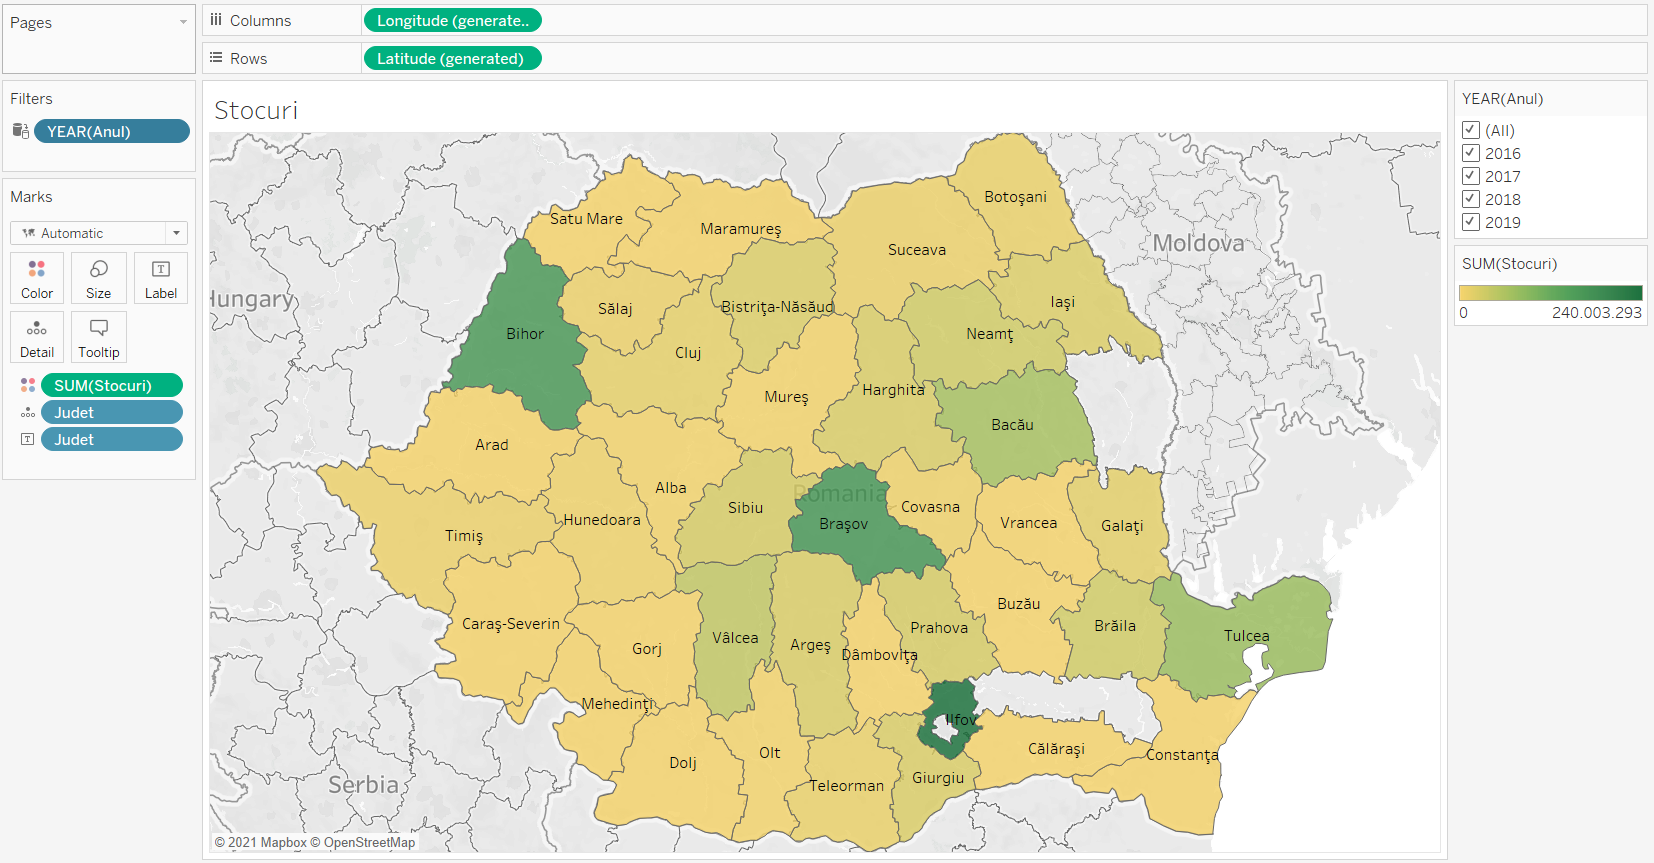 Pages
Columns
Longitude (generate..
Rows
Latitude (generated)
Filters
YEAR(Anul)
Marks
Automatic
Color
Size
Label
Detail
Tooltip
SUM(Stocuri)
Judet
Judet
Stocuri
Botoşani
Satu Mare
Maramureş
Suceava
Moldova
Hungary
Iaşi
Sălaj
Bistriţa-Năsăud
Bihor
Neamţ
Cluj
Harghita
Mureş
Bacău
Arad
Alba
Romania
Sibiu
Covasna
Hunedoara
Braşov
Vrancea
Galaţi
Timiş
Buzău
Caraş-Severin
Prahova
Brăila
Tulcea
Vâlcea
Argeş
Gorj
Dâmboviţa
Mehedinţi
Ilfov
Călăraşi
Olt
Constanţa
Dolj
Giurgiu
Teleorman
Serbia
© 2021 Mapbox © OpenStreetMap
YEAR(Anul)
(All)
2016
2017
2018
2019
SUM(Stocuri)
0 240.003.293